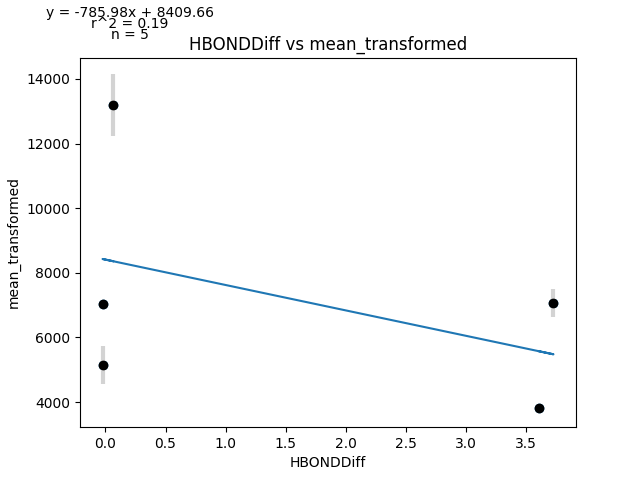 y = -785.98x + 8409.66
r^2 = 0.19
n = 5
HBONDDiff vs mean_transformed
14000
12000
10000
8000
6000
4000
mean_transformed
0.0 0.5 1.0 1.5 2.0 2.5 3.0 3.5
HBONDDiff